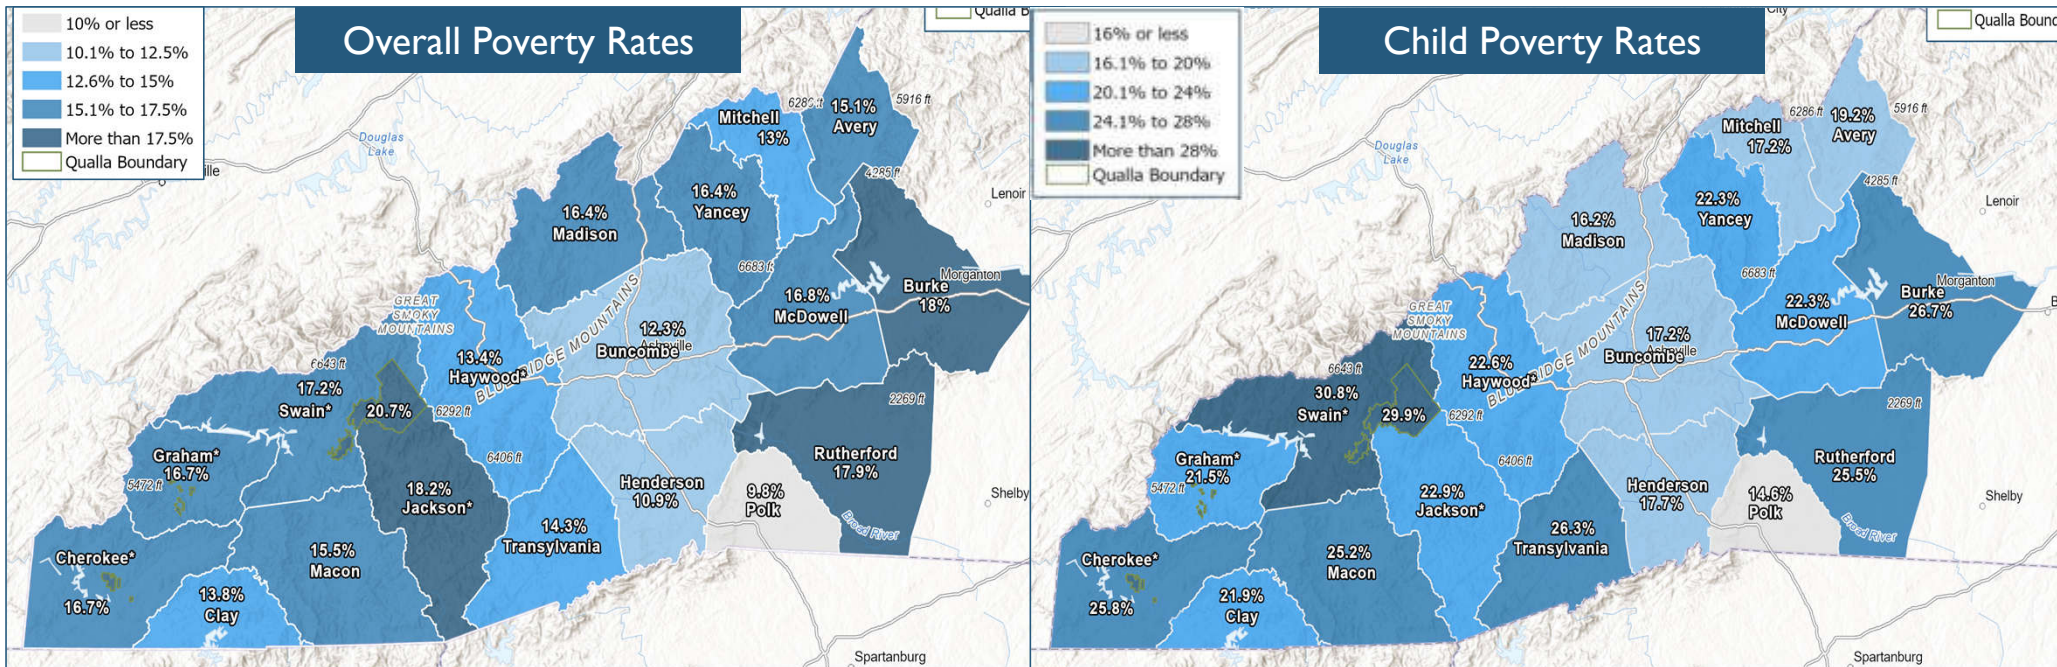 Overall Poverty Rates
10% or less
10.1% to 12.5%
12.6% to 15%
15.1% to 17.5%
More than 17.5%
Qualla Boundary
Qualla B
ville
Douglas
Lake
Mitchell
13%
6286 ft
15.1%
Avery
5916 ft
4285 ft
Lenoir
16.4%
Yancey
16.4%
Madison
6683 ft
Morganton
Burke
18%
16.8%
McDowell
GREAT
SMOKY
MOUNTAINS
BLUE RIDGE MOUNTAINS
12.3%
Asheville
Buncombe
13.4%
Haywood*
6643 ft
17.2%
Swain*
20.7%
6292 ft
2269 ft
Rutherford
17.9%
Graham*
16.7%
5472 ft
6406 ft
18.2%
Jackson*
Henderson
10.9%
9.8%
Polk
Shelby
Broad River
14.3%
Transylvania
15.5%
Macon
Cherokee*
16.7%
13.8%
Clay
Spartanburg
Child Poverty Rates
16% or less
16.1% to 20%
20.1% to 24%
24.1% to 28%
More than 28%
Qualla Boundary
City
Qualla Bound
Douglas
Lake
Mitchell
17.2%
6286 ft
19.2%
Avery
5916 ft
4285 ft
Lenoir
22.3%
Yancey
16.2%
Madison
6683 ft
Morganton
Burke
26.7%
B
22.3%
McDowell
GREAT
SMOKY
MOUNTAINS
BLUE RIDGE MOUNTAINS
17.2%
Asheville
Buncombe
22.6%
Haywood*
6643 ft
30.8%
Swain*
29.9%
6292 ft
2269 ft
Rutherford
25.5%
Graham*
21.5%
5472 ft
6406 ft
22.9%
Jackson*
Henderson
17.7%
14.6%
Polk
Shelby
Broad River
26.3%
Transylvania
25.2%
Macon
Cherokee*
25.8%
21.9%
Clay
Spartanburg